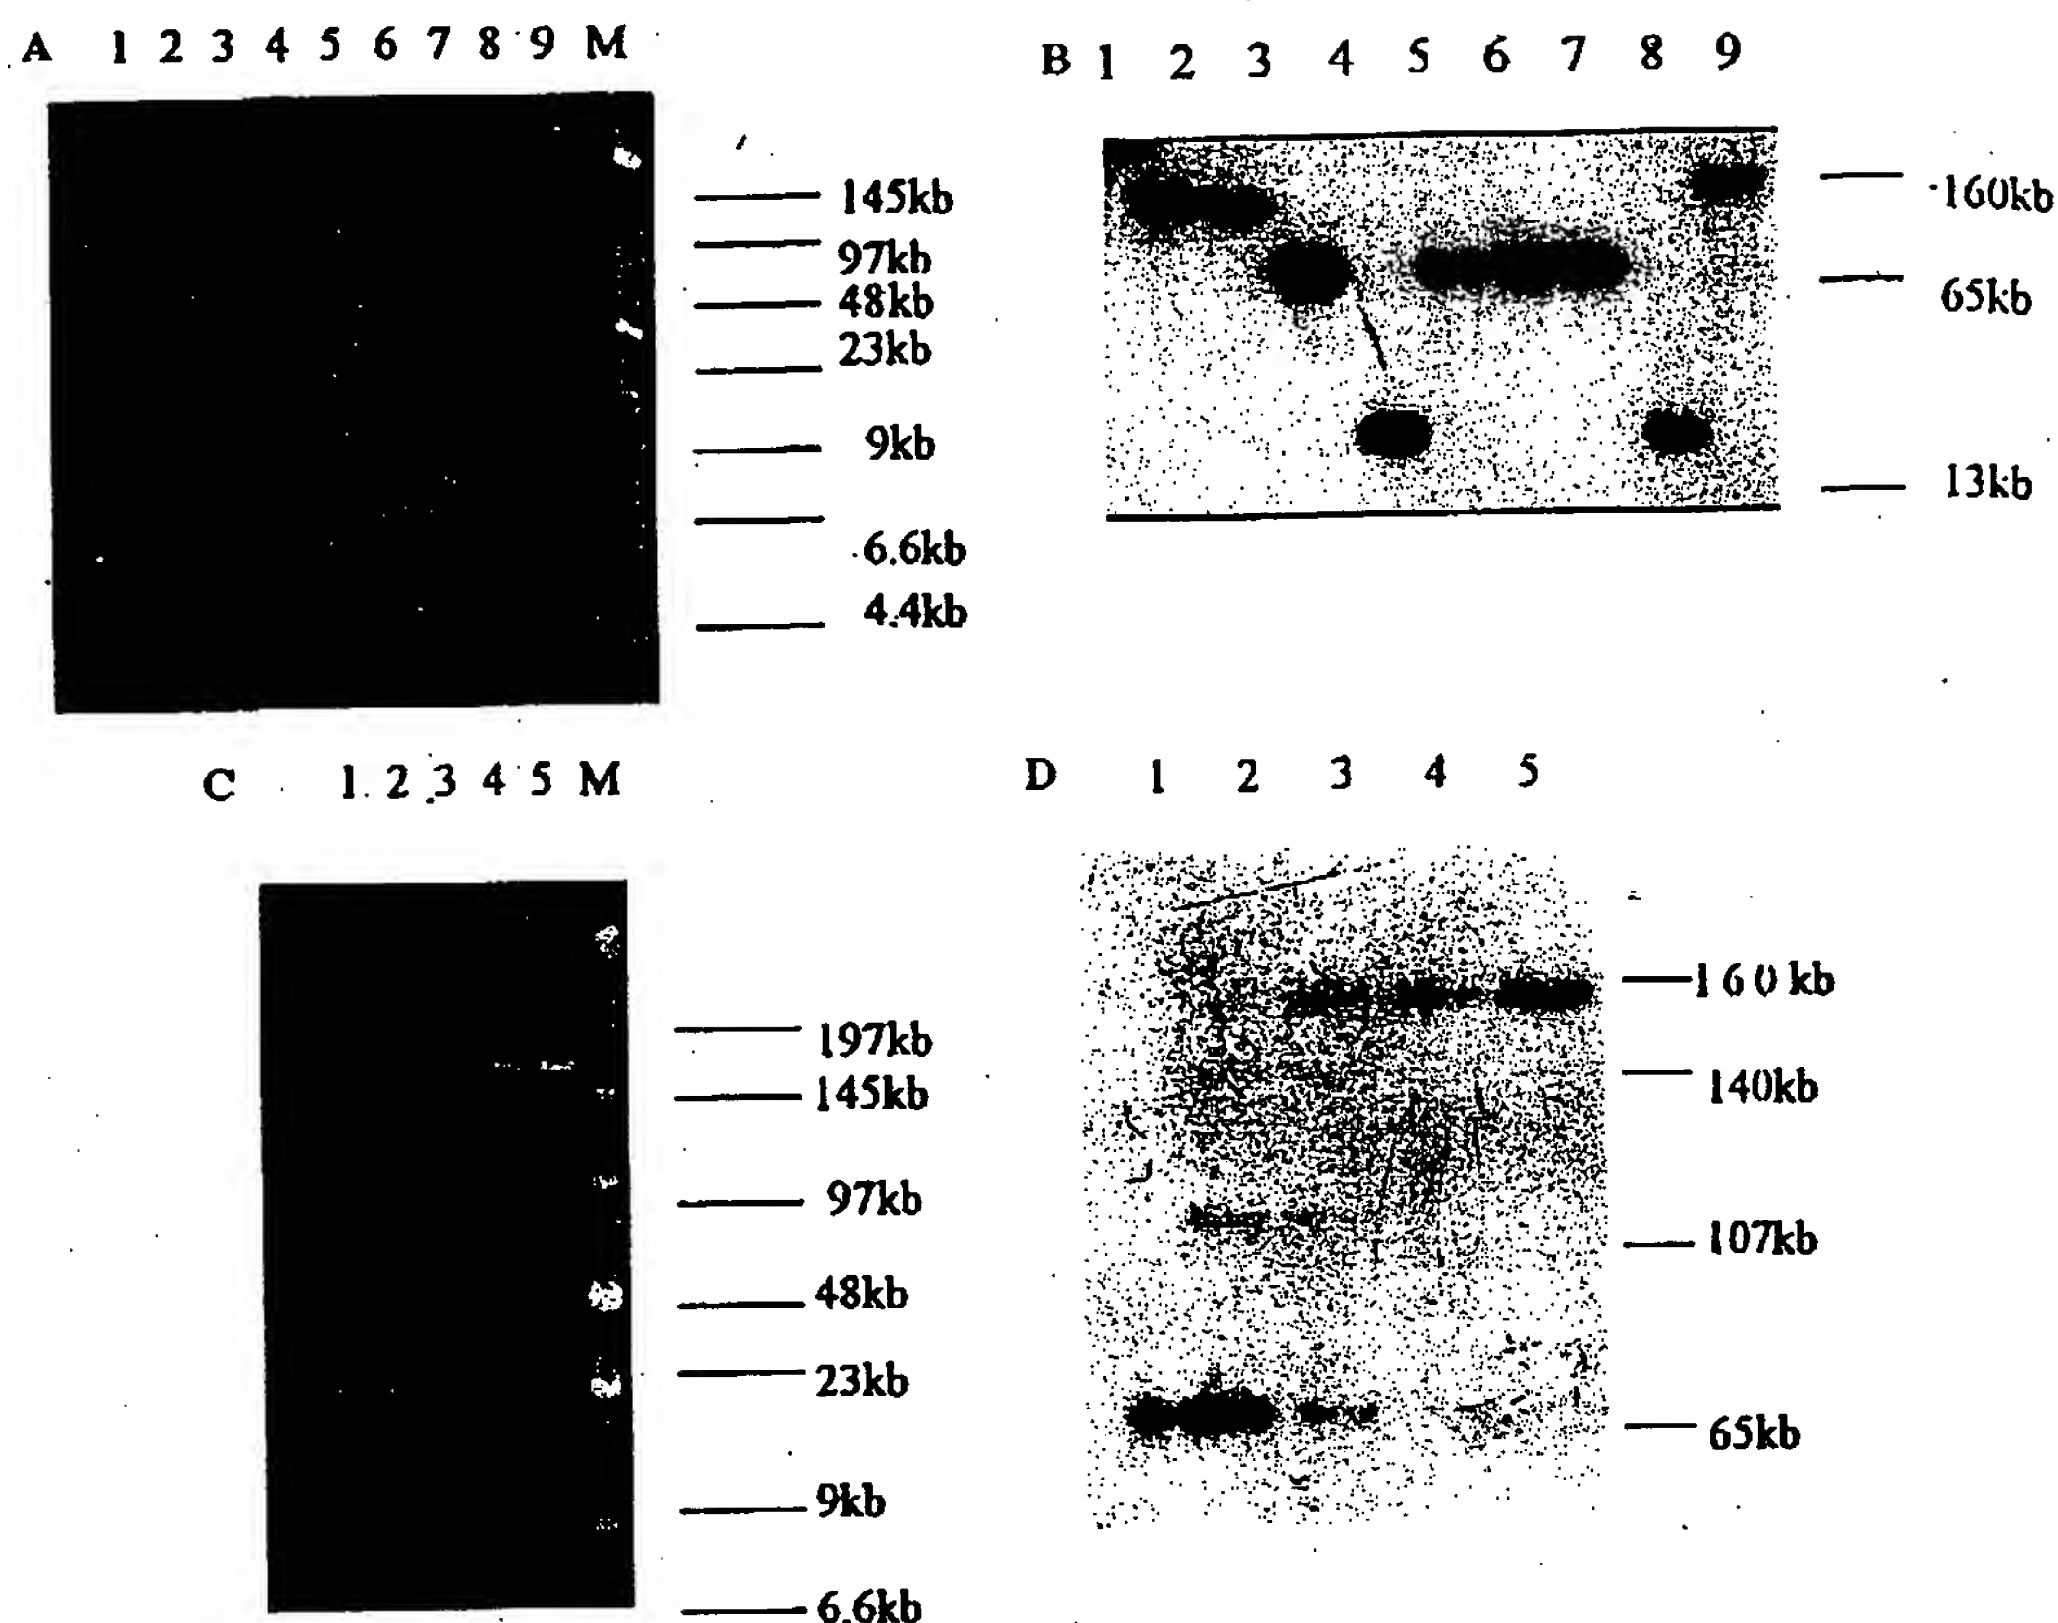 A 1 2 3 4 5 6 7 8 9 M
145kb
97kb
48kb
23kb
9kb
6.6kb
4.4kb
B 1 2 3 4 5 6 7 8 9
160kb
65kb
13kb
C 1 2 3 4 5 M
197kb
145kb
97kb
48kb
23kb
9kb
6.6kb
D 1 2 3 4 5
160 kb
140kb
107kb
65kb